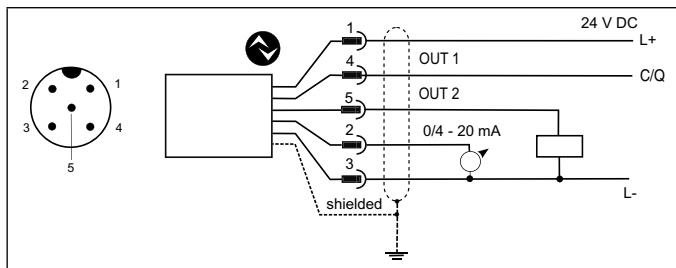 24 V DC
1
L+
4
OUT 1
C/Q
5
OUT 2
2
0/4 - 20 mA
3
L-
shielded
2
1
3
4
5